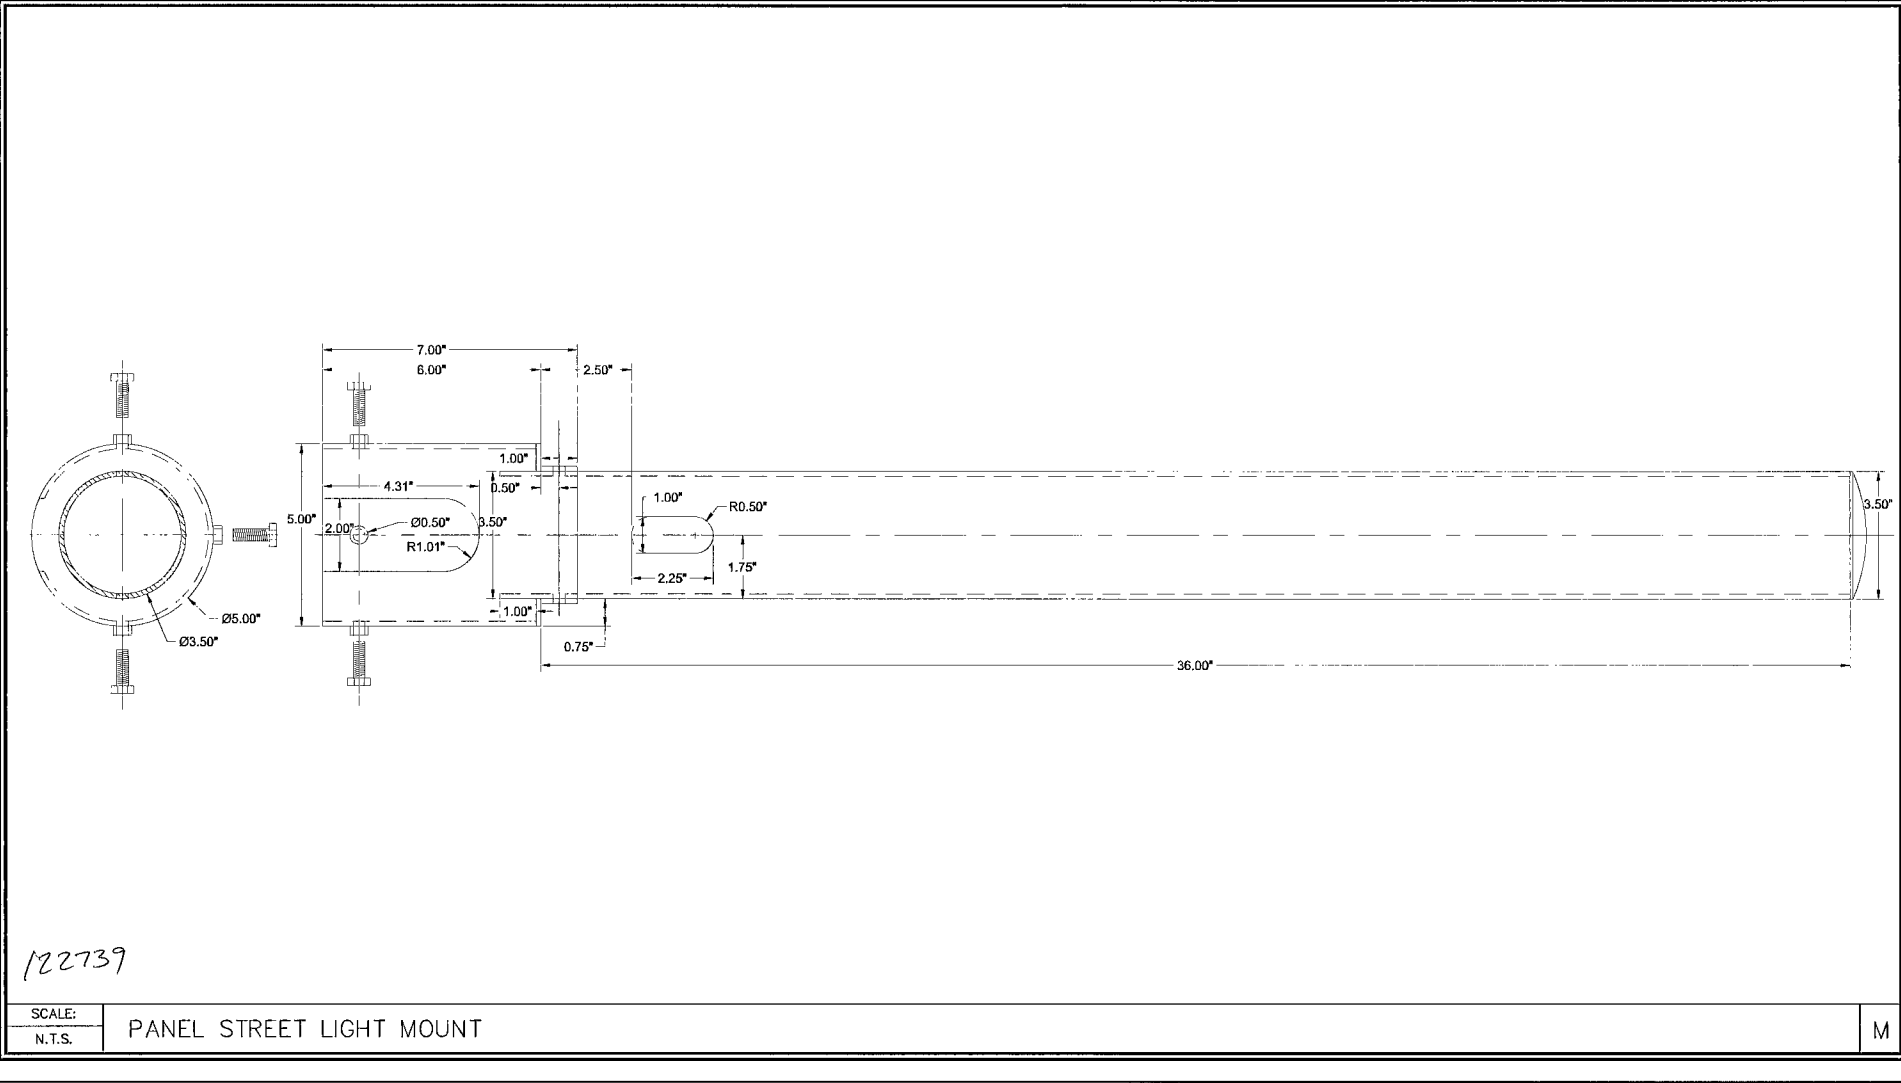 7.00"
6.00"
2.50"
1.00"
4.31"
0.50"
1.00"
R0.50"
3.50"
5.00"
2.00"
Ø0.50"
3.50"
R1.01"
1.75"
2.25"
1.00"
Ø5.00"
Ø3.50"
0.75"
36.00"
122739
SCALE:
N.T.S.
PANEL STREET LIGHT MOUNT
M